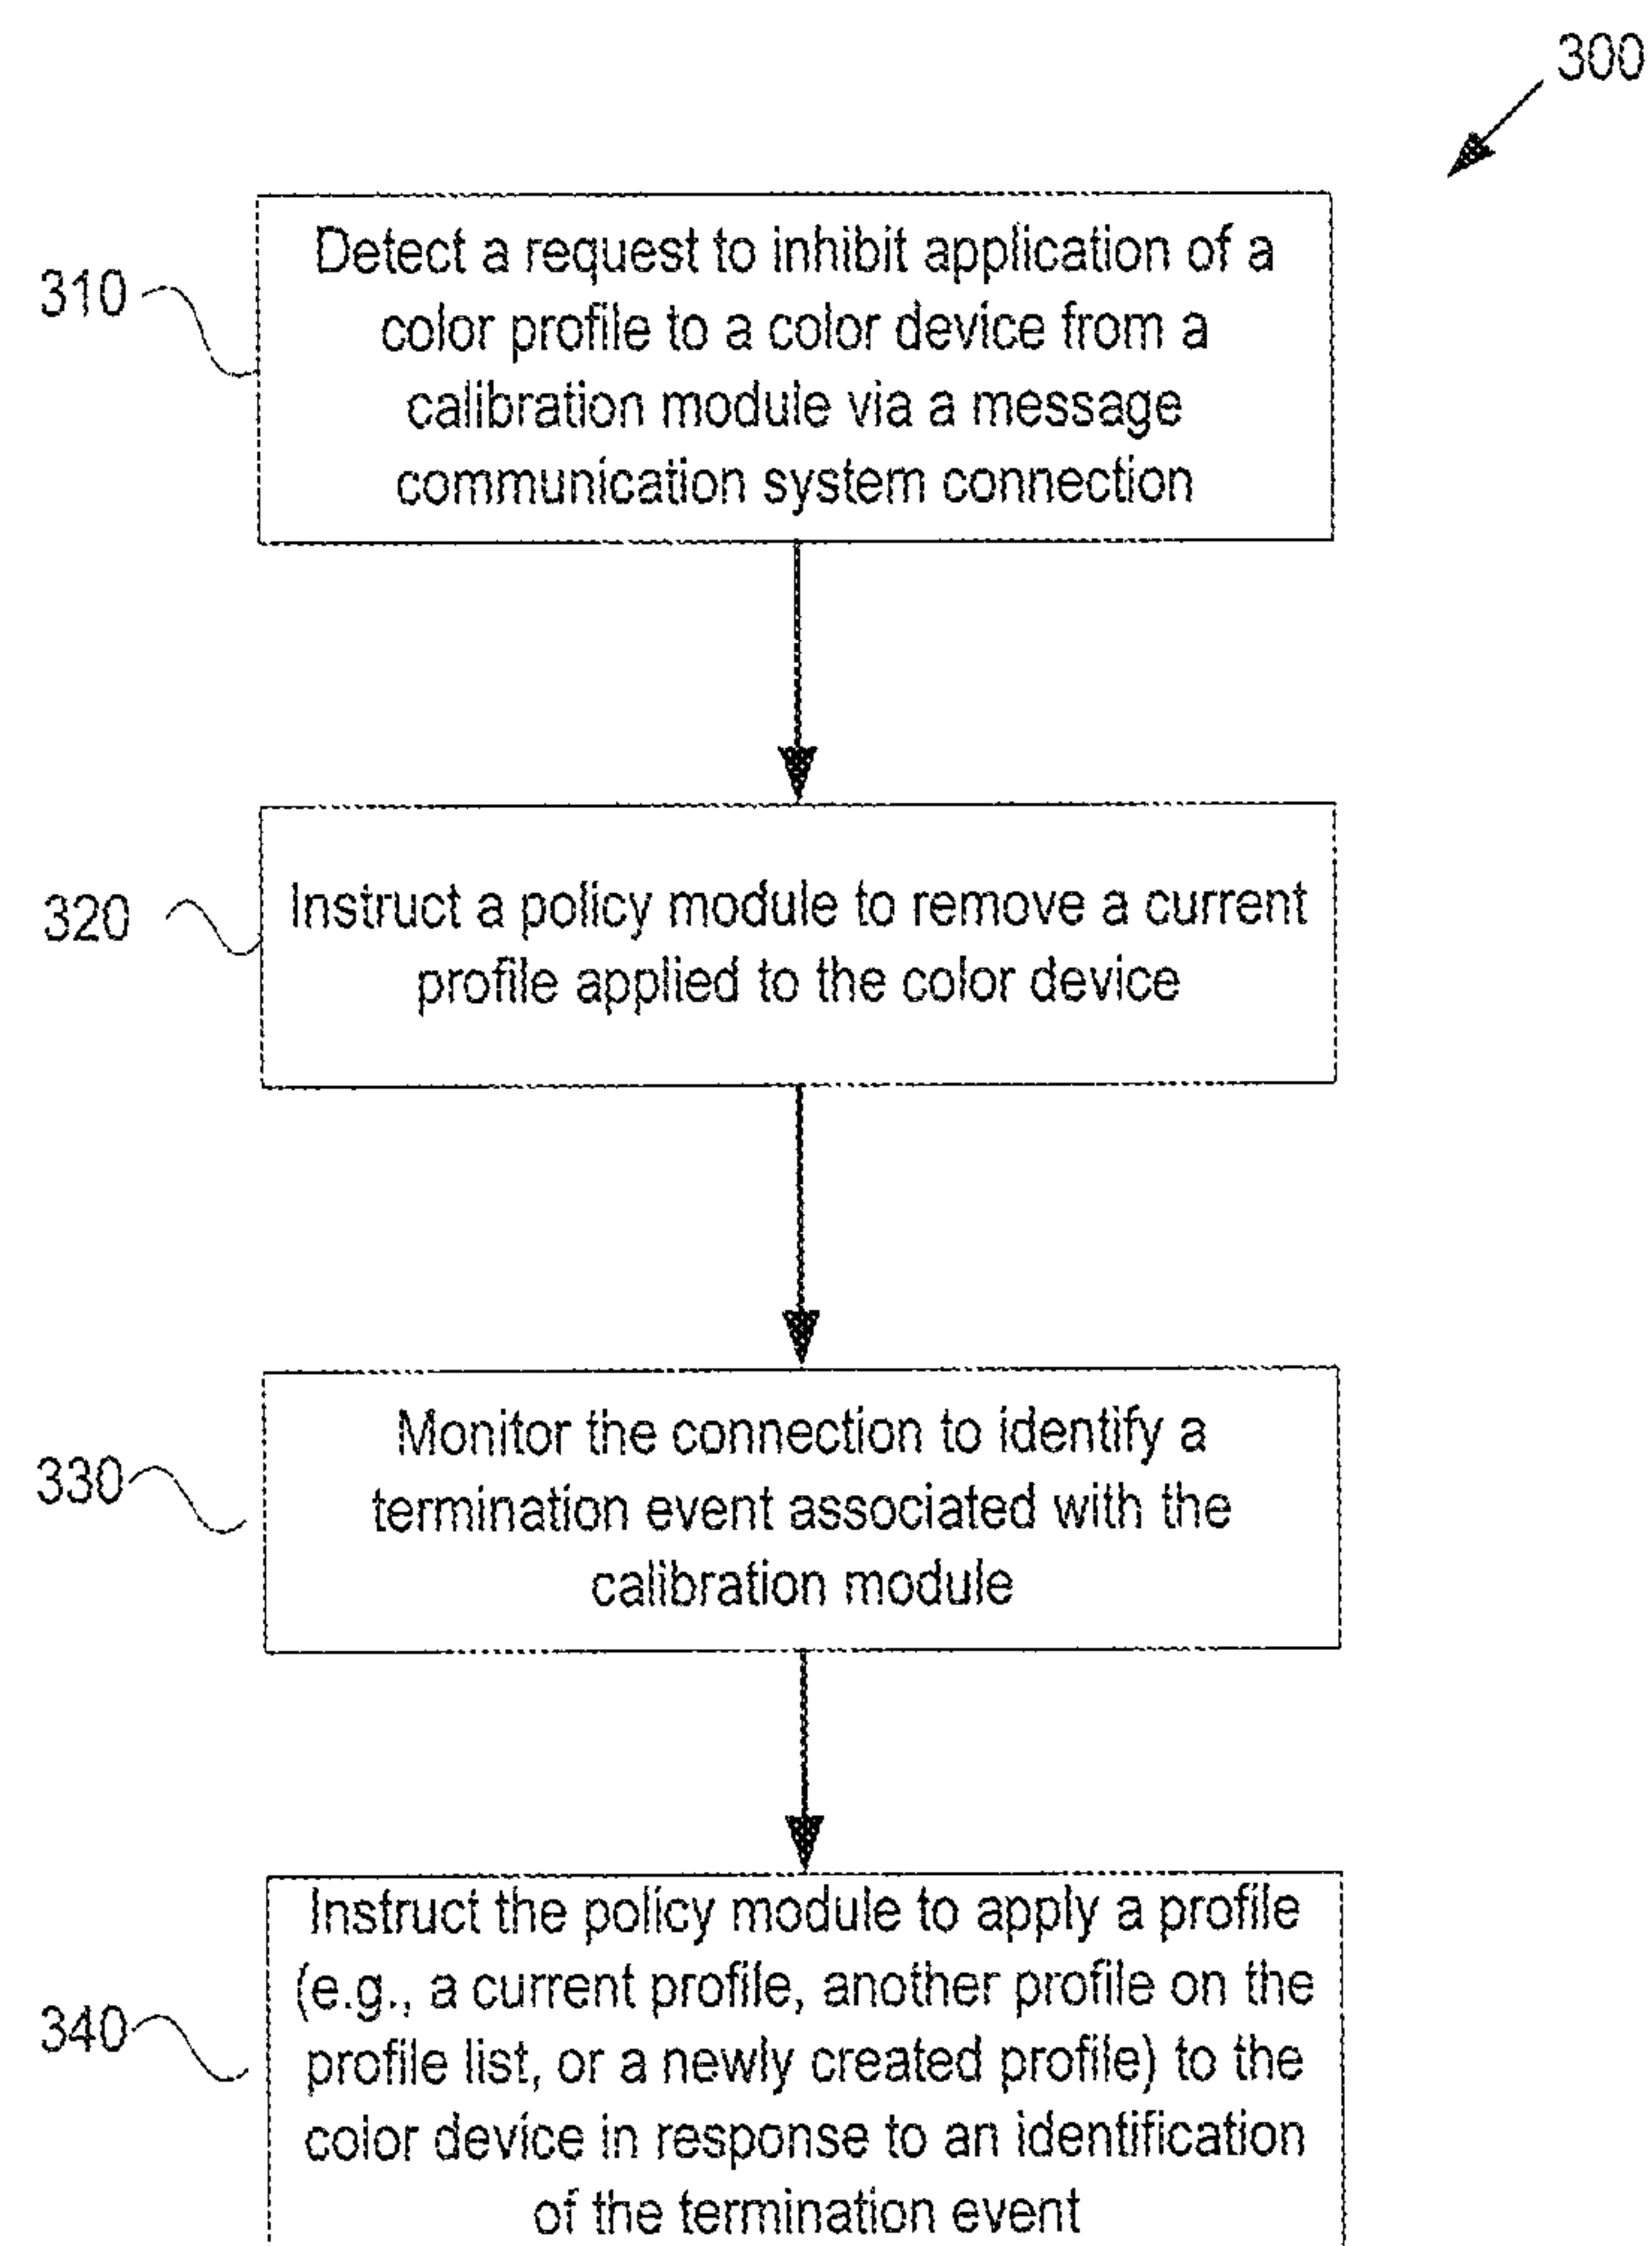 300
310
Detect a request to inhibit application of a
color profile to a color device from a
calibration module via a message
communication system connection
320
Instruct a policy module to remove a current
profile applied to the color device
330
Monitor the connection to identify a
termination event associated with the
calibration module
340
Instruct the policy module to apply a profile
(e.g., a current profile, another profile on the
profile list, or a newly created profile) to the
color device in response to an identification
of the termination event